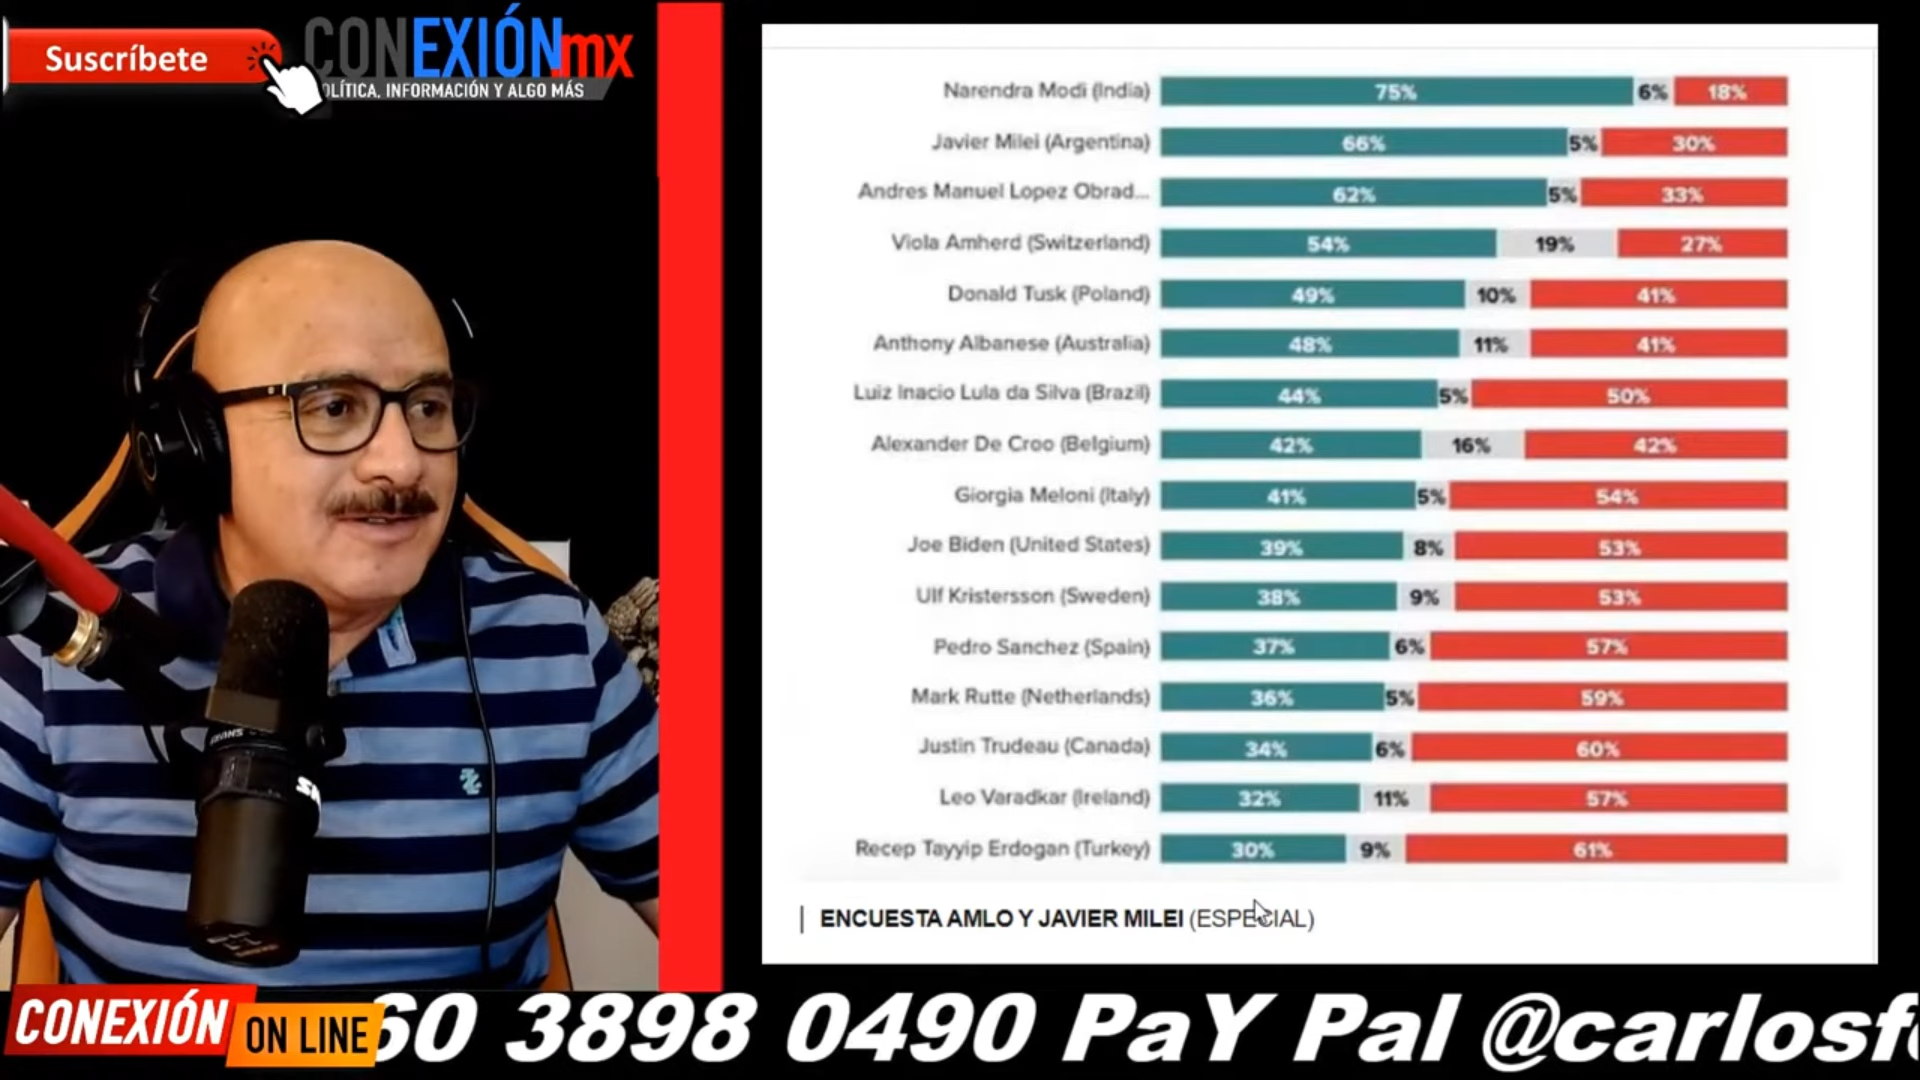 Suscríbete
CONEXIÓNmx
OLÍTICA, INFORMACIÓN Y ALGO MÁS
Narendra Modi (India) 75% 6% 18%
Javier Milei (Argentina) 66% 5% 30%
Andres Manuel Lopez Obrad... 62% 5% 33%
Viola Amherd (Switzerland) 54% 19% 27%
Donald Tusk (Poland) 49% 10% 41%
Anthony Albanese (Australia) 48% 11% 41%
Luiz Inacio Lula da Silva (Brazil) 44% 5% 50%
Alexander De Croo (Belgium) 42% 16% 42%
Giorgia Meloni (Italy) 41% 5% 54%
Joe Biden (United States) 39% 8% 53%
Ulf Kristersson (Sweden) 38% 9% 53%
Pedro Sanchez (Spain) 37% 6% 57%
Mark Rutte (Netherlands) 36% 5% 59%
Justin Trudeau (Canada) 34% 6% 60%
Leo Varadkar (Ireland) 32% 11% 57%
Recep Tayyip Erdogan (Turkey) 30% 9% 61%
ENCUESTA AMLO Y JAVIER MILEI (ESPECIAL)
CONEXIÓN ON LINE 60 3898 0490 PaY Pal @carlosf